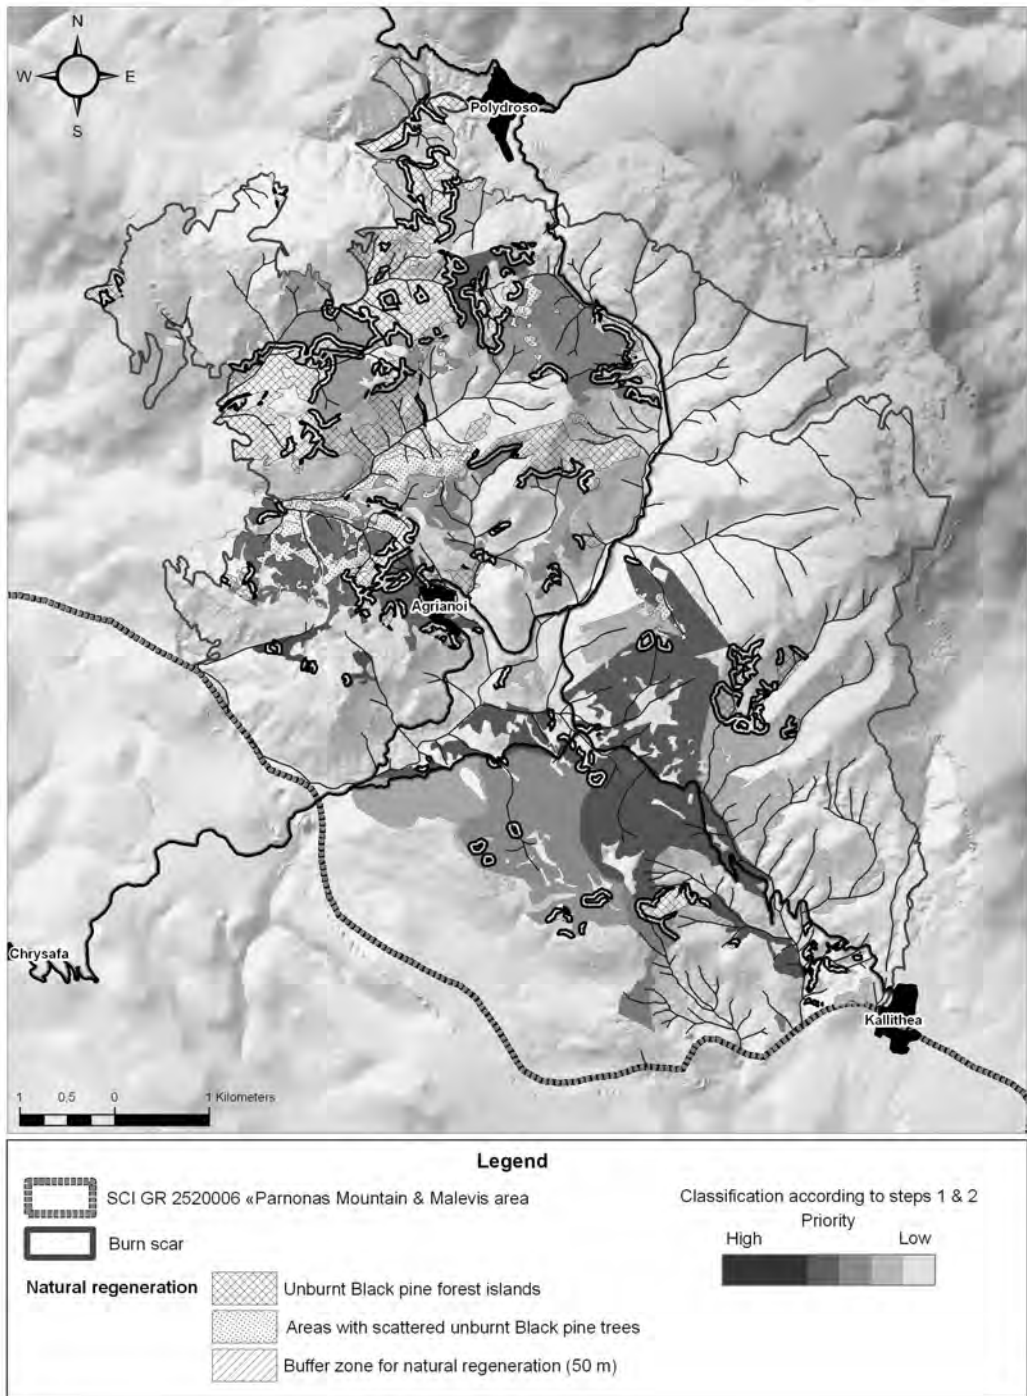 N
W
E
S
Polydroso
Agrianoi
Chrysafa
Kallithea
1 0,5 0 1 Kilometers
Legend
SCI GR 2520006 «Parnonas Mountain & Malevis area
Burn scar
Natural regeneration
Unburnt Black pine forest islands
Areas with scattered unburnt Black pine trees
Buffer zone for natural regeneration (50 m)
Classification according to steps 1 & 2
Priority
High Low